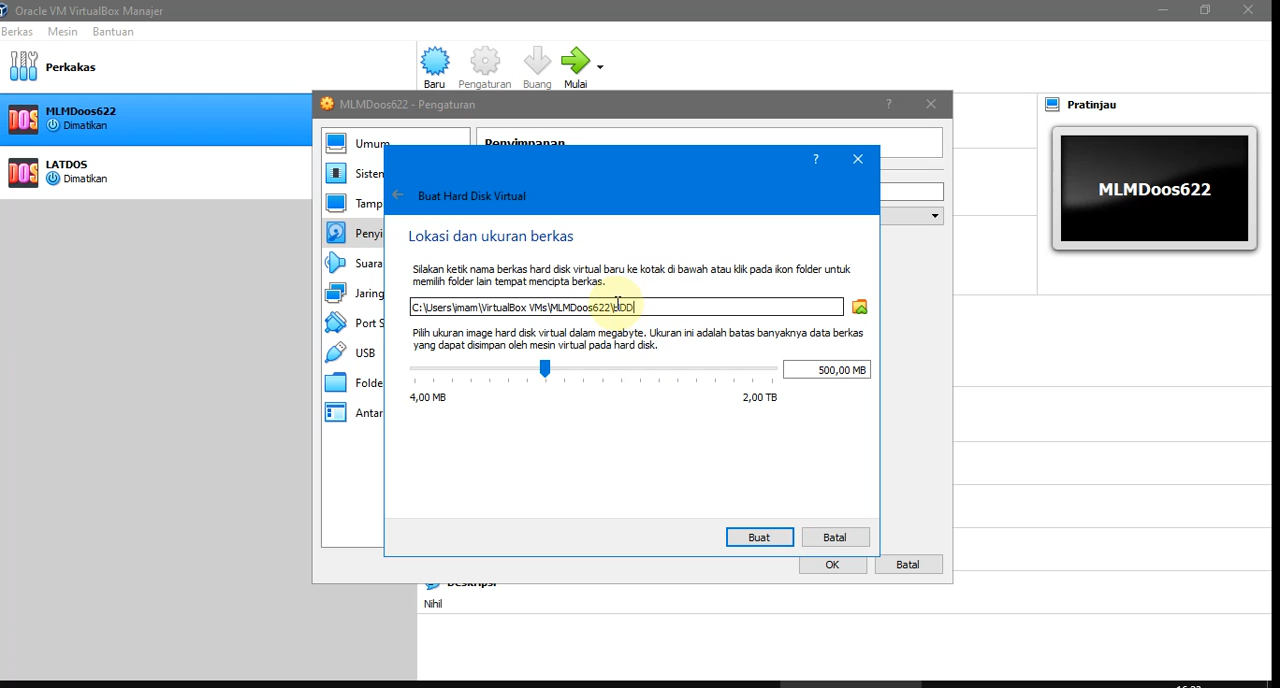 Oracle VM VirtualBox Manajer
Berkas Mesin Bantuan
Perkakas
Baru Pengaturan Buang Mulai
DOS MLMDoos622
Dimatikan
DOS LATDOS
Dimatikan
MLMDoos622 - Pengaturan
?
Umum
Sistem
Tamp
Penyi
Suara
Jaring
Port S
USB
Folde
Antar
Penyimpanan
?
Buat Hard Disk Virtual
Lokasi dan ukuran berkas
Silakan ketik nama berkas hard disk virtual baru ke kotak di bawah atau klik pada ikon folder untuk
memilih folder lain tempat mencipta berkas.
C:\Users\imam\VirtualBox VMs\MLMDoos622\HDD
Pilih ukuran image hard disk virtual dalam megabyte. Ukuran ini adalah batas banyaknya data berkas
yang dapat disimpan oleh mesin virtual pada hard disk.
500,00 MB
4,00 MB 2,00 TB
Buat Batal
OK Batal
Pratinjau
MLMDoos622
Deskripsi
Nihil